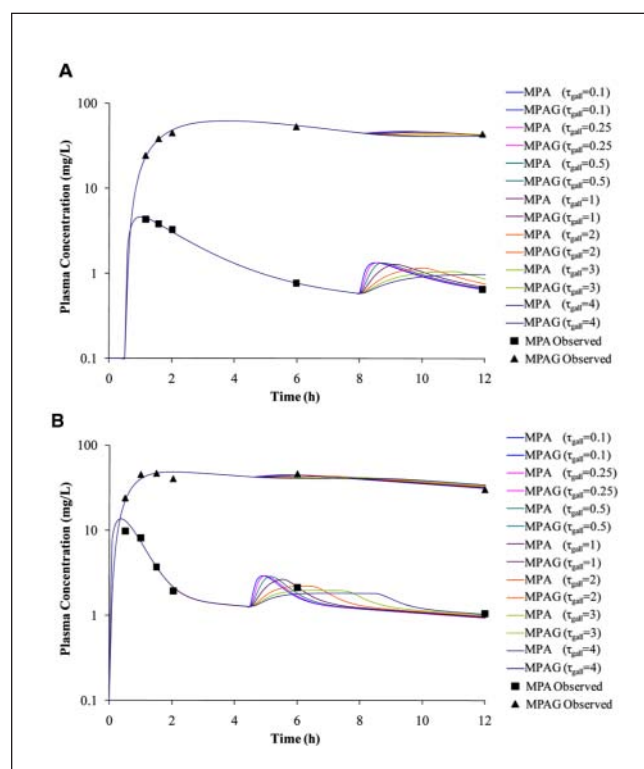 A
Plasma Concentration (mg/L)
100
10
1
0.1
0 2 4 6 8 10 12
Time (h)
MPA (τgall=0.1)
MPAG (τgall=0.1)
MPA (τgall=0.25)
MPAG (τgall=0.25
MPA (τgall=0.5)
MPAG (τgall=0.5)
MPA (τgall=1)
MPAG (τgall=1)
MPA (τgall=2)
MPAG (τgall=2)
MPA (τgall=3)
MPAG (τgall=3)
MPA (τgall=4)
MPAG (τgall=4)
MPA Observed
MPAG Observed
B
Plasma Concentration (mg/L)
100
10
1
0.1
0 2 4 6 8 10 12
Time (h)
MPA (τgall=0.1)
MPAG (τgall=0.1)
MPA (τgall=0.25)
MPAG (τgall=0.25)
MPA (τgall=0.5)
MPAG (τgall=0.5)
MPA (τgall=1)
MPAG (τgall=1)
MPA (τgall=2)
MPAG (τgall=2)
MPA (τgall=3)
MPAG (τgall=3)
MPA (τgall=4)
MPAG (τgall=4)
MPA Observed
MPAG Observed